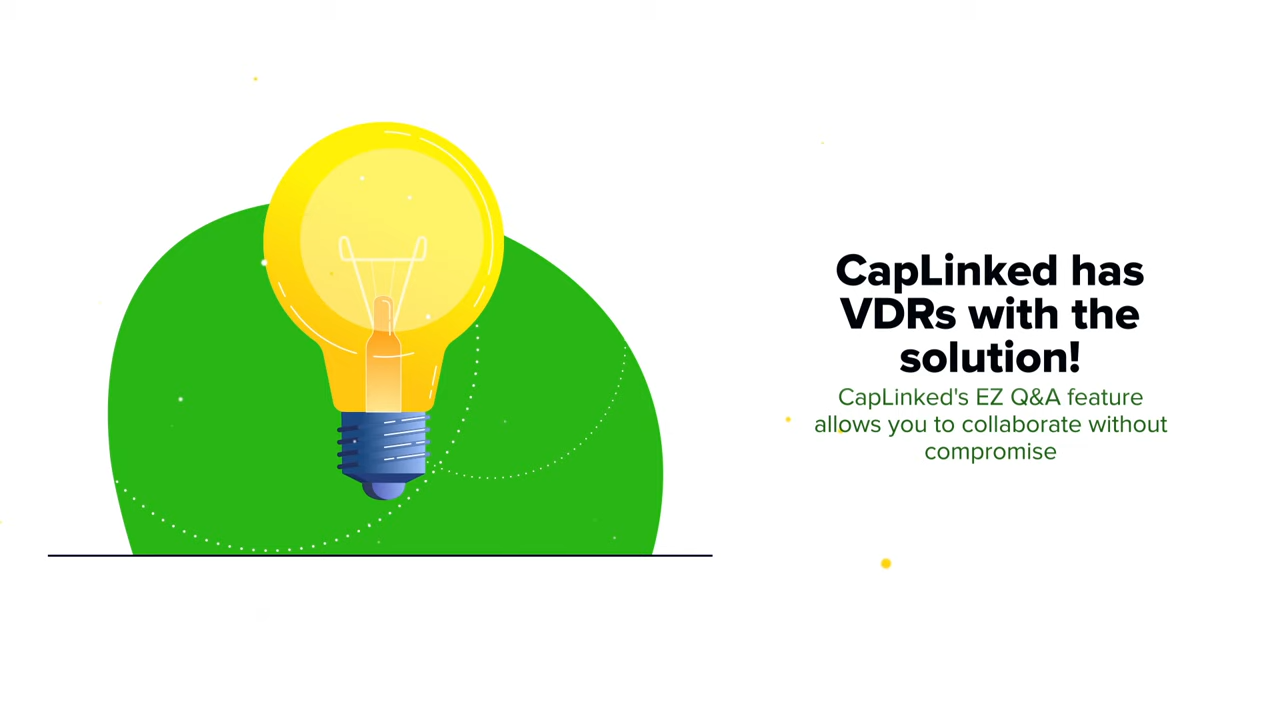 CapLinked has
VDRs with the
solution!
CapLinked's EZ Q&A feature
allows you to collaborate without
compromise